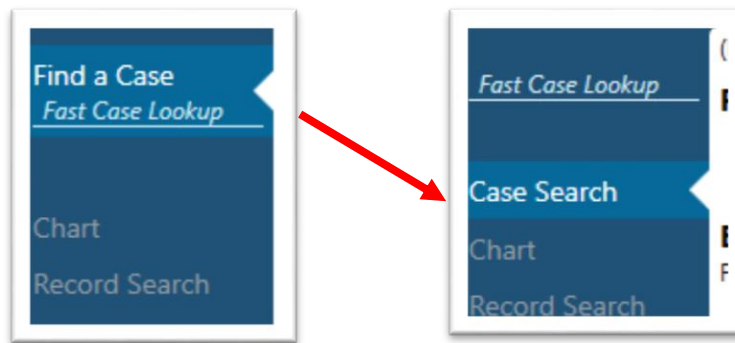 Find a Case
Fast Case Lookup
Chart
Record Search
Fast Case Lookup
Case Search
Chart
Record Search
(
F